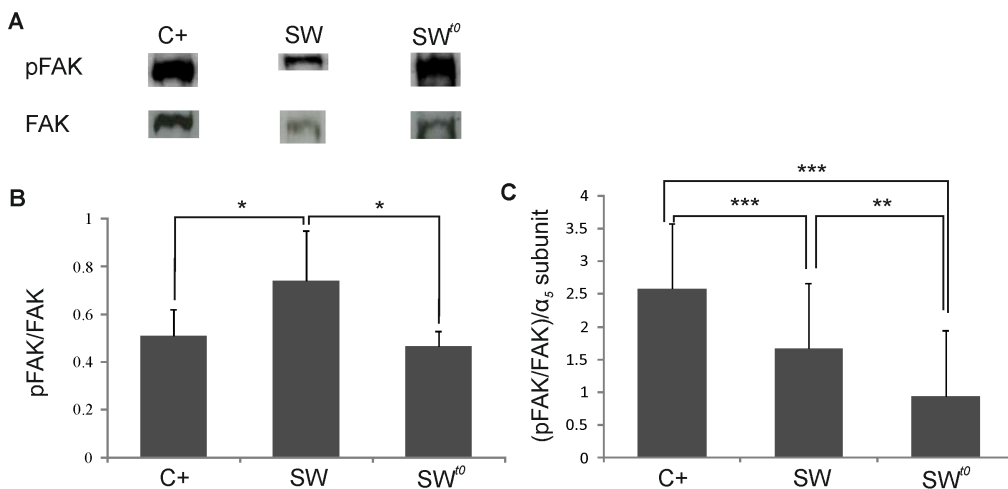 A
C+ SW SWt0
pFAK
FAK
B
* *
1
0.8
0.6
0.4
0.2
0
pFAK/FAK
C+ SW SWt0
C
***
*** **
4
3.5
3
2.5
2
1.5
1
0.5
0
(pFAK/FAK)/α5 subunit
C+ SW SWt0